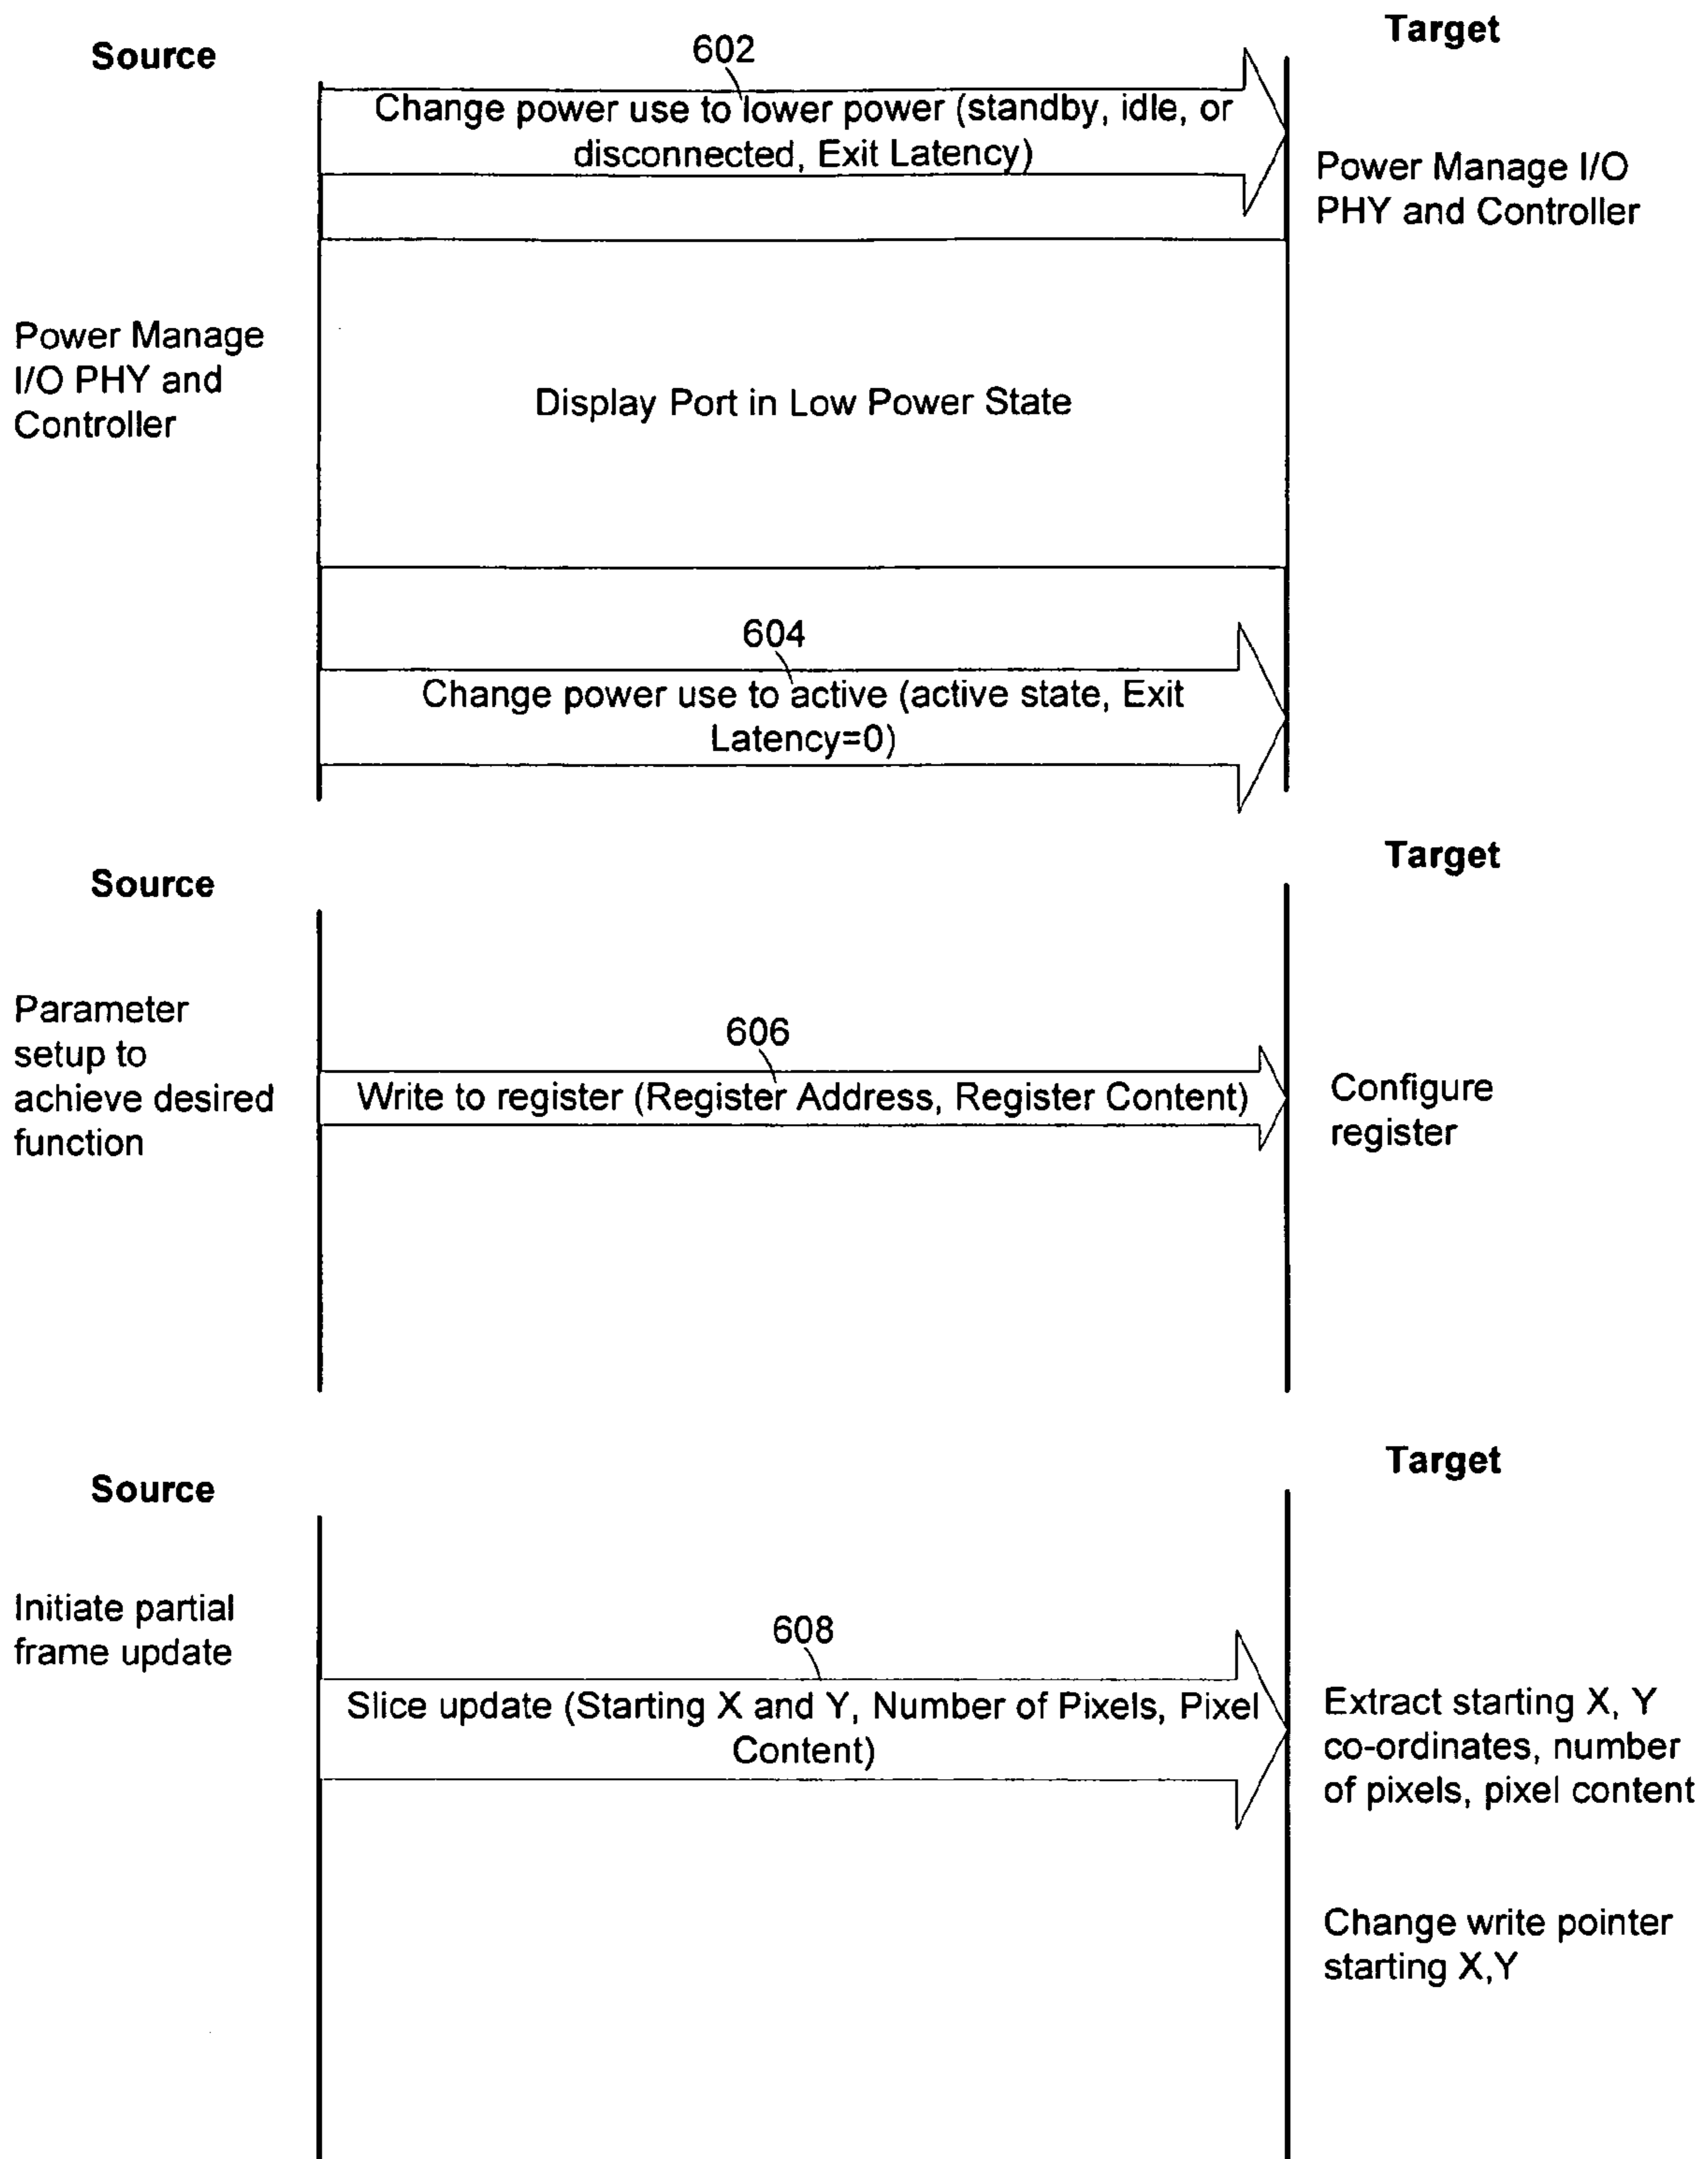 Source
Target
602
Change power use to lower power (standby, idle, or
disconnected, Exit Latency)
Power Manage I/O
PHY and Controller
Power Manage
I/O PHY and
Controller
Display Port in Low Power State
604
Change power use to active (active state, Exit
Latency=0)
Source
Target
Parameter
setup to
achieve desired
function
606
Write to register (Register Address, Register Content)
Configure
register
Source
Target
Initiate partial
frame update
608
Slice update (Starting X and Y, Number of Pixels, Pixel
Content)
Extract starting X, Y
co-ordinates, number
of pixels, pixel content
Change write pointer
starting X,Y